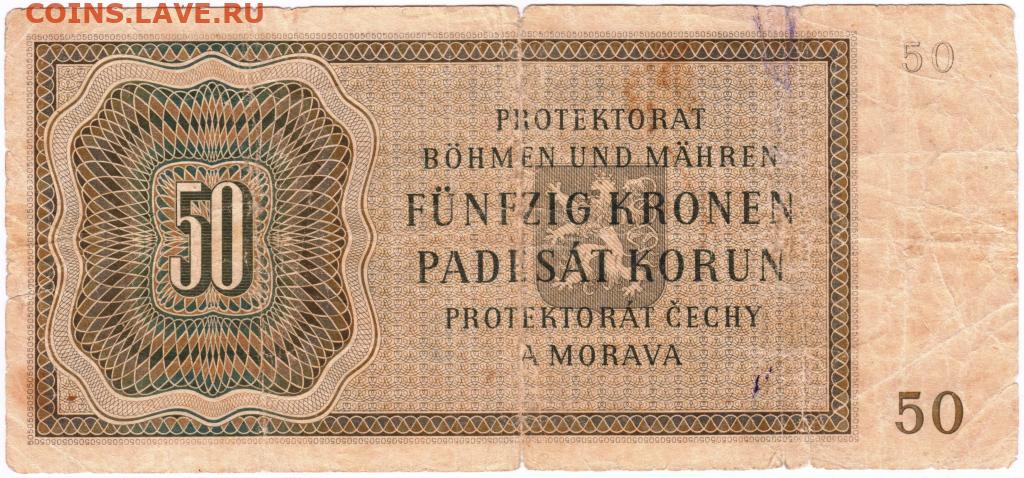 COINS.LAVE.RU
50
PROTEKTORAT
BÖHMEN UND MÄHREN
FÜNFZIG KRONEN
50
PADESÁT KORUN
PROTEKTORÁT ČECHY
A MORAVA
50